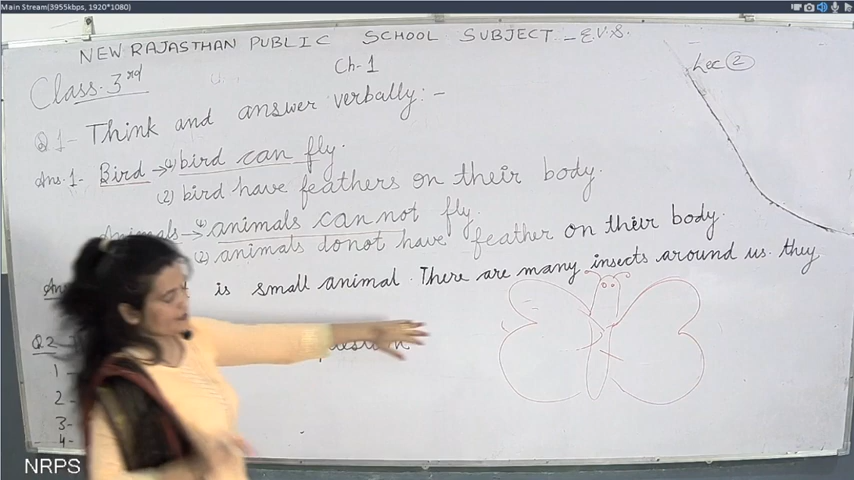 Main Stream(3955kbps, 1920*1080)
NEW RAJASTHAN PUBLIC SCHOOL SUBJECT - E.V.S.
Class. 3rd
Ch-1
Lec 2
Q1- Think and answer verbally:-
Ans.1- Bird → (1) bird can fly.
(2) bird have feathers on their body.
Animals → (1) animals can not fly.
(2) animals donot have feather on their body.
is small animal. There are many insects around us. they
Q2
question
1-
2-
3-
4-
NRPS